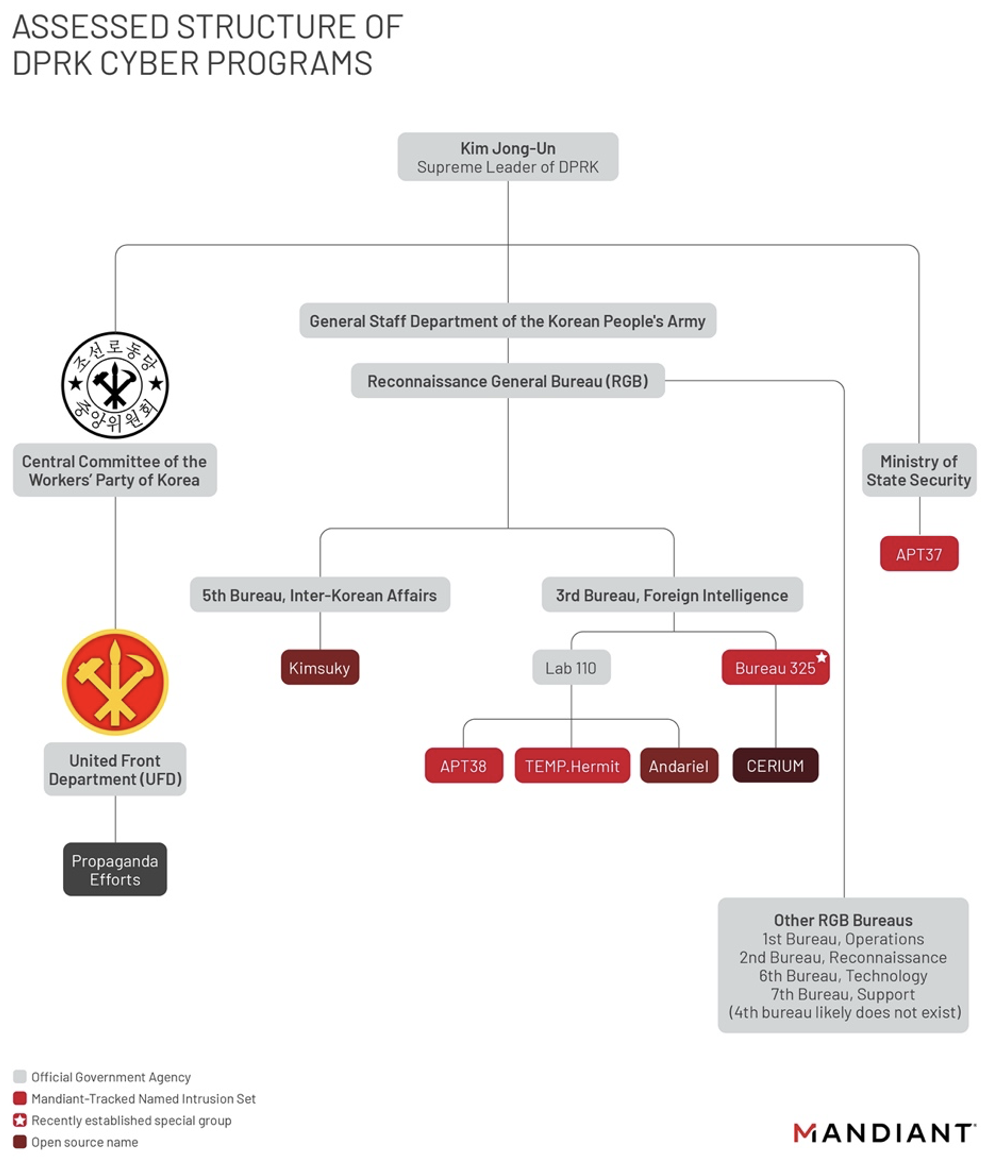 ASSESSED STRUCTURE OF
DPRK CYBER PROGRAMS
Kim Jong-Un
Supreme Leader of DPRK
General Staff Department of the Korean People's Army
Reconnaissance General Bureau (RGB)
조선로동당
중앙위원회
Central Committee of the
Workers’ Party of Korea
Ministry of
State Security
APT37
5th Bureau, Inter-Korean Affairs
3rd Bureau, Foreign Intelligence
Kimsuky
Lab 110
Bureau 325
APT38
TEMP.Hermit
Andariel
CERIUM
United Front
Department (UFD)
Propaganda
Efforts
Other RGB Bureaus
1st Bureau, Operations
2nd Bureau, Reconnaissance
6th Bureau, Technology
7th Bureau, Support
(4th bureau likely does not exist)
Official Government Agency
Mandiant-Tracked Named Intrusion Set
Recently established special group
Open source name
MANDIANT